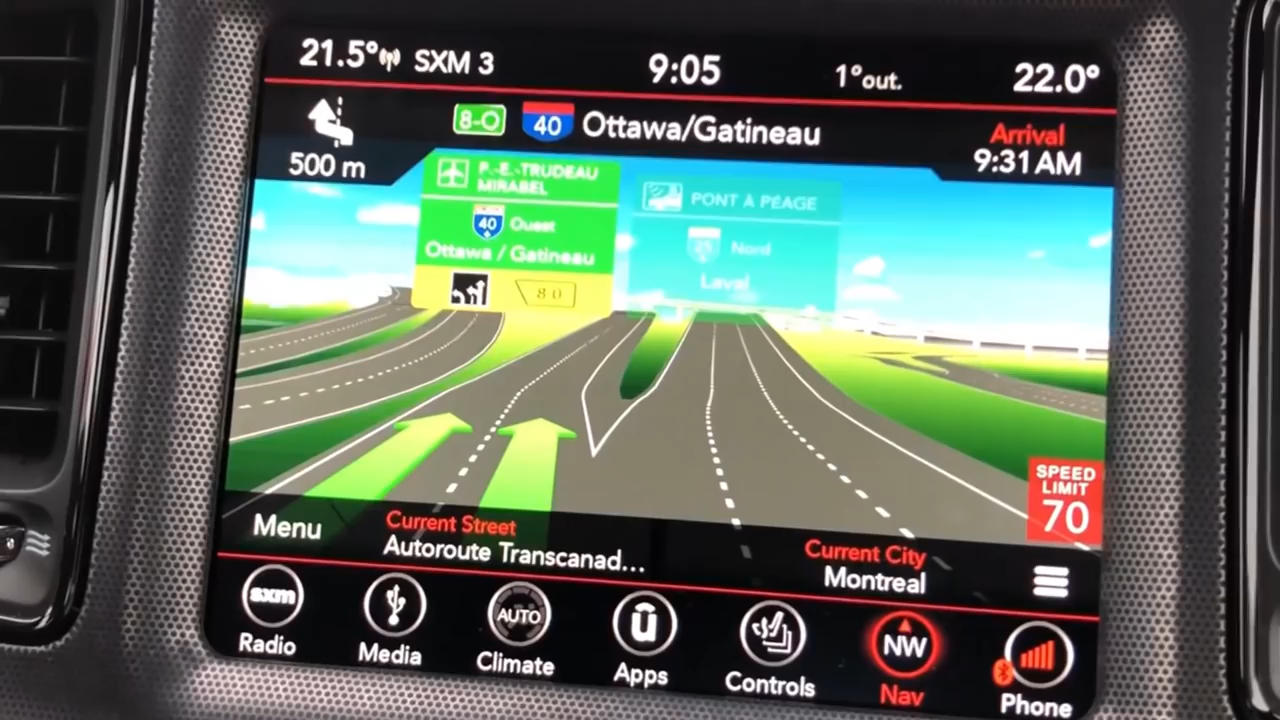 21.5° SXM 3 9:05 1°out. 22.0°
500 m
8-O 40 Ottawa/Gatineau
Arrival
9:31 AM
P.-E.-TRUDEAU
MIRABEL
40 Ouest
Ottawa / Gatineau
8-O
PONT À PÉAGE
25 Nord
Laval
SPEED
LIMIT
70
Menu
Current Street
Autoroute Transcanad...
Current City
Montreal
sxm
Radio
Media
AUTO
Climate
û
Apps
Controls
NW
Nav
Phone